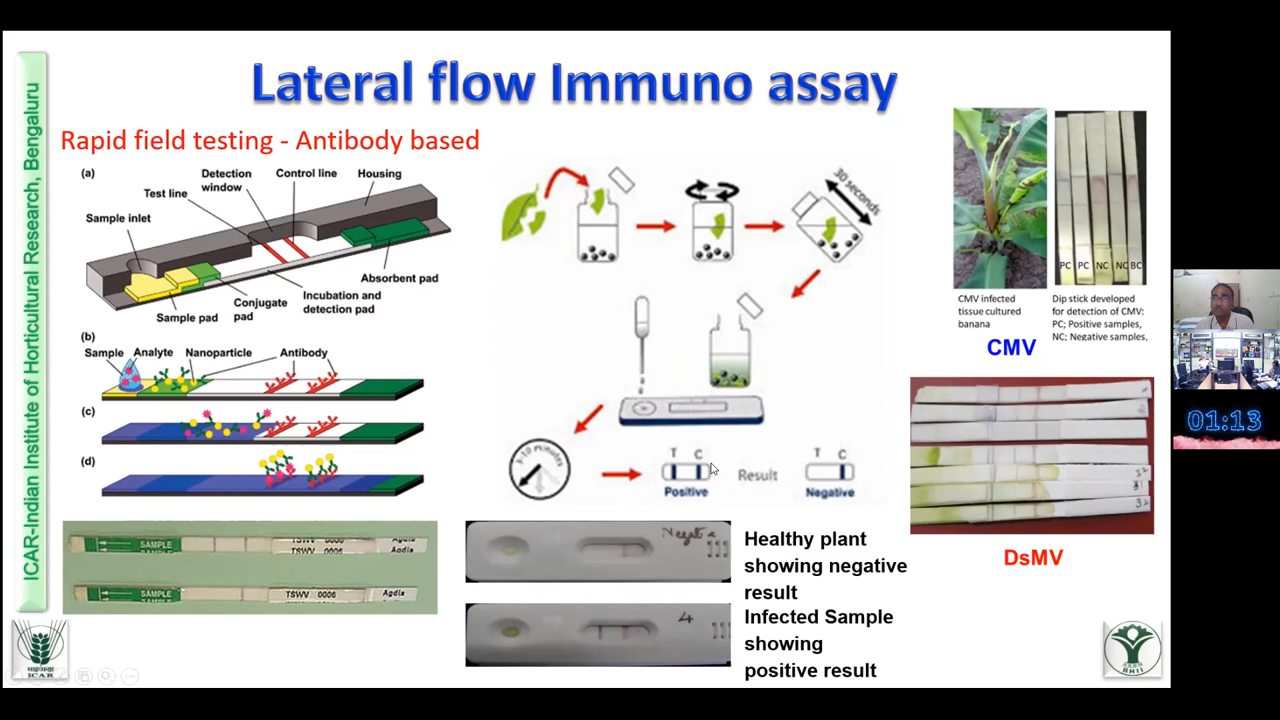 Lateral flow Immuno assay
Rapid field testing - Antibody based
ICAR-Indian Institute of Horticultural Research, Bengaluru
(a)
Detection
window
Control line
Housing
Test line
Sample inlet
Absorbent pad
Conjugate
pad
Incubation and
detection pad
Sample pad
(b)
Sample
Analyte
Nanoparticle
Antibody
(c)
(d)
30 seconds
T C
Positive
Result
T C
Negative
PC PC NC NC BC
CMV infected
tissue cultured
banana
Dip stick developed
for detection of CMV:
PC; Positive samples,
NC; Negative samples,
CMV
DsMV
SAMPLE
TSWV 0006
Agdia
SAMPLE
TSWV 0006
Agdia
4
Healthy plant
showing negative
result
Infected Sample
showing
positive result
ICAR
IIHR
01:13